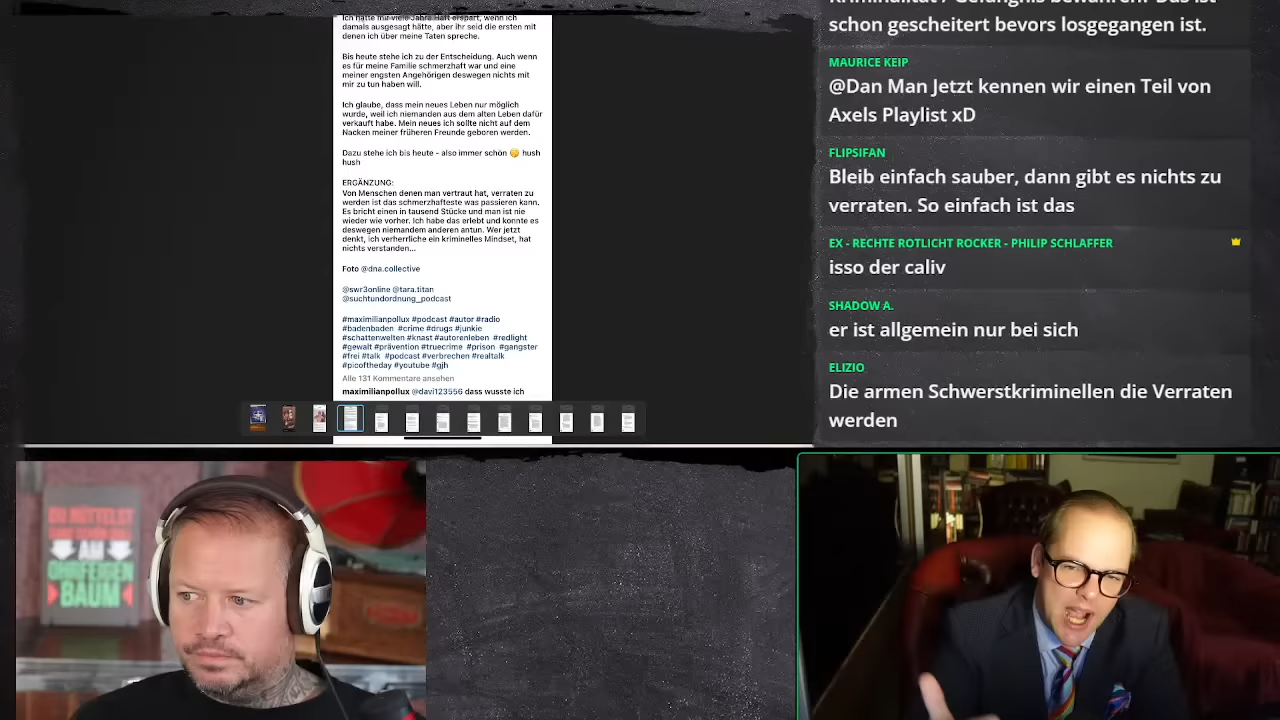 Ich hätte mir viele Jahre Haft erspart, wenn ich
damals ausgesagt hätte, aber ihr seid die ersten mit
denen ich über meine Taten spreche.
Bis heute stehe ich zu der Entscheidung. Auch wenn
es für meine Familie schmerzhaft war und eine
meiner engsten Angehörigen deswegen nichts mit
mir zu tun haben will.
Ich glaube, dass mein neues Leben nur möglich
wurde, weil ich niemanden aus dem alten Leben dafür
verkauft habe. Mein neues ich sollte nicht auf dem
Nacken meiner früheren Freunde geboren werden.
Dazu stehe ich bis heute - also immer schön 🤫 hush
hush
ERGÄNZUNG:
Von Menschen denen man vertraut hat, verraten zu
werden ist das schmerzhafteste was passieren kann.
Es bricht einen in tausend Stücke und man ist nie
wieder wie vorher. Ich habe das erlebt und konnte es
deswegen niemandem anderen antun. Wer jetzt
denkt, ich verherrliche ein kriminelles Mindset, hat
nichts verstanden...
Foto @dna.collective
@swr3online @tara.titan
@suchtundordnung_podcast
#maximilianpollux #podcast #autor #radio
#badenbaden #crime #drugs #junkie
#schattenwelten #knast #autorenleben #redlight
#gewalt #prävention #truecrime #prison #gangster
#frei #talk #podcast #verbrechen #realtalk
#picoftheday #youtube #gjh
Alle 131 Kommentare ansehen
maximilianpollux @davi123556 dass wusste ich
schon gescheitert bevors losgegangen ist.
MAURICE KEIP
@Dan Man Jetzt kennen wir einen Teil von
Axels Playlist xD
FLIPSIFAN
Bleib einfach sauber, dann gibt es nichts zu
verraten. So einfach ist das
EX - RECHTE ROTLICHT ROCKER - PHILIP SCHLAFFER
isso der caliv
SHADOW A.
er ist allgemein nur bei sich
ELIZIO
Die armen Schwerstkriminellen die Verraten
werden
DU MÖTTELST
AM
OHRFEIGEN
BAUM